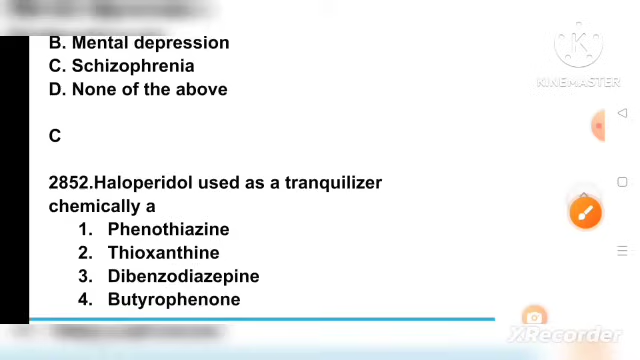 B. Mental depression
C. Schizophrenia
D. None of the above
C
2852.Haloperidol used as a tranquilizer
chemically a
1. Phenothiazine
2. Thioxanthine
3. Dibenzodiazepine
4. Butyrophenone
KINEMASTER
XRecorder